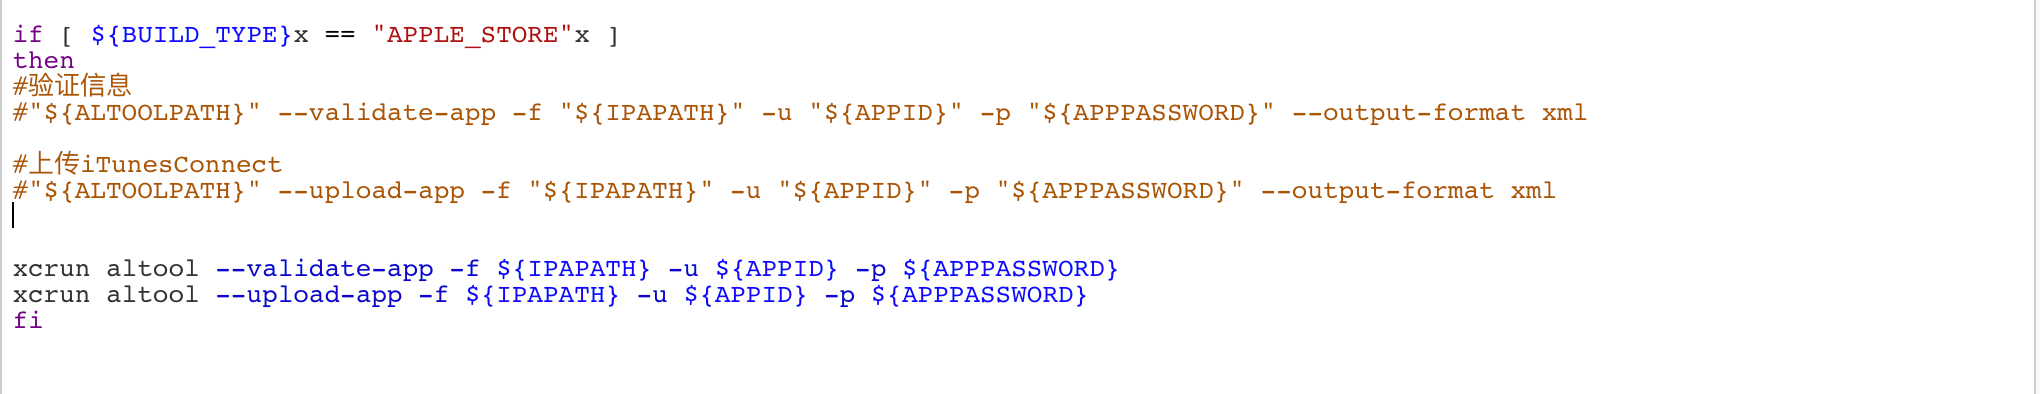 if [ ${BUILD_TYPE}x == "APPLE_STORE"x ]
then
#验证信息
#"${ALTOOLPATH}" --validate-app -f "${IPAPATH}" -u "${APPID}" -p "${APPPASSWORD}" --output-format xml
#上传iTunesConnect
#"${ALTOOLPATH}" --upload-app -f "${IPAPATH}" -u "${APPID}" -p "${APPPASSWORD}" --output-format xml
xcrun altool --validate-app -f ${IPAPATH} -u ${APPID} -p ${APPPASSWORD}
xcrun altool --upload-app -f ${IPAPATH} -u ${APPID} -p ${APPPASSWORD}
fi